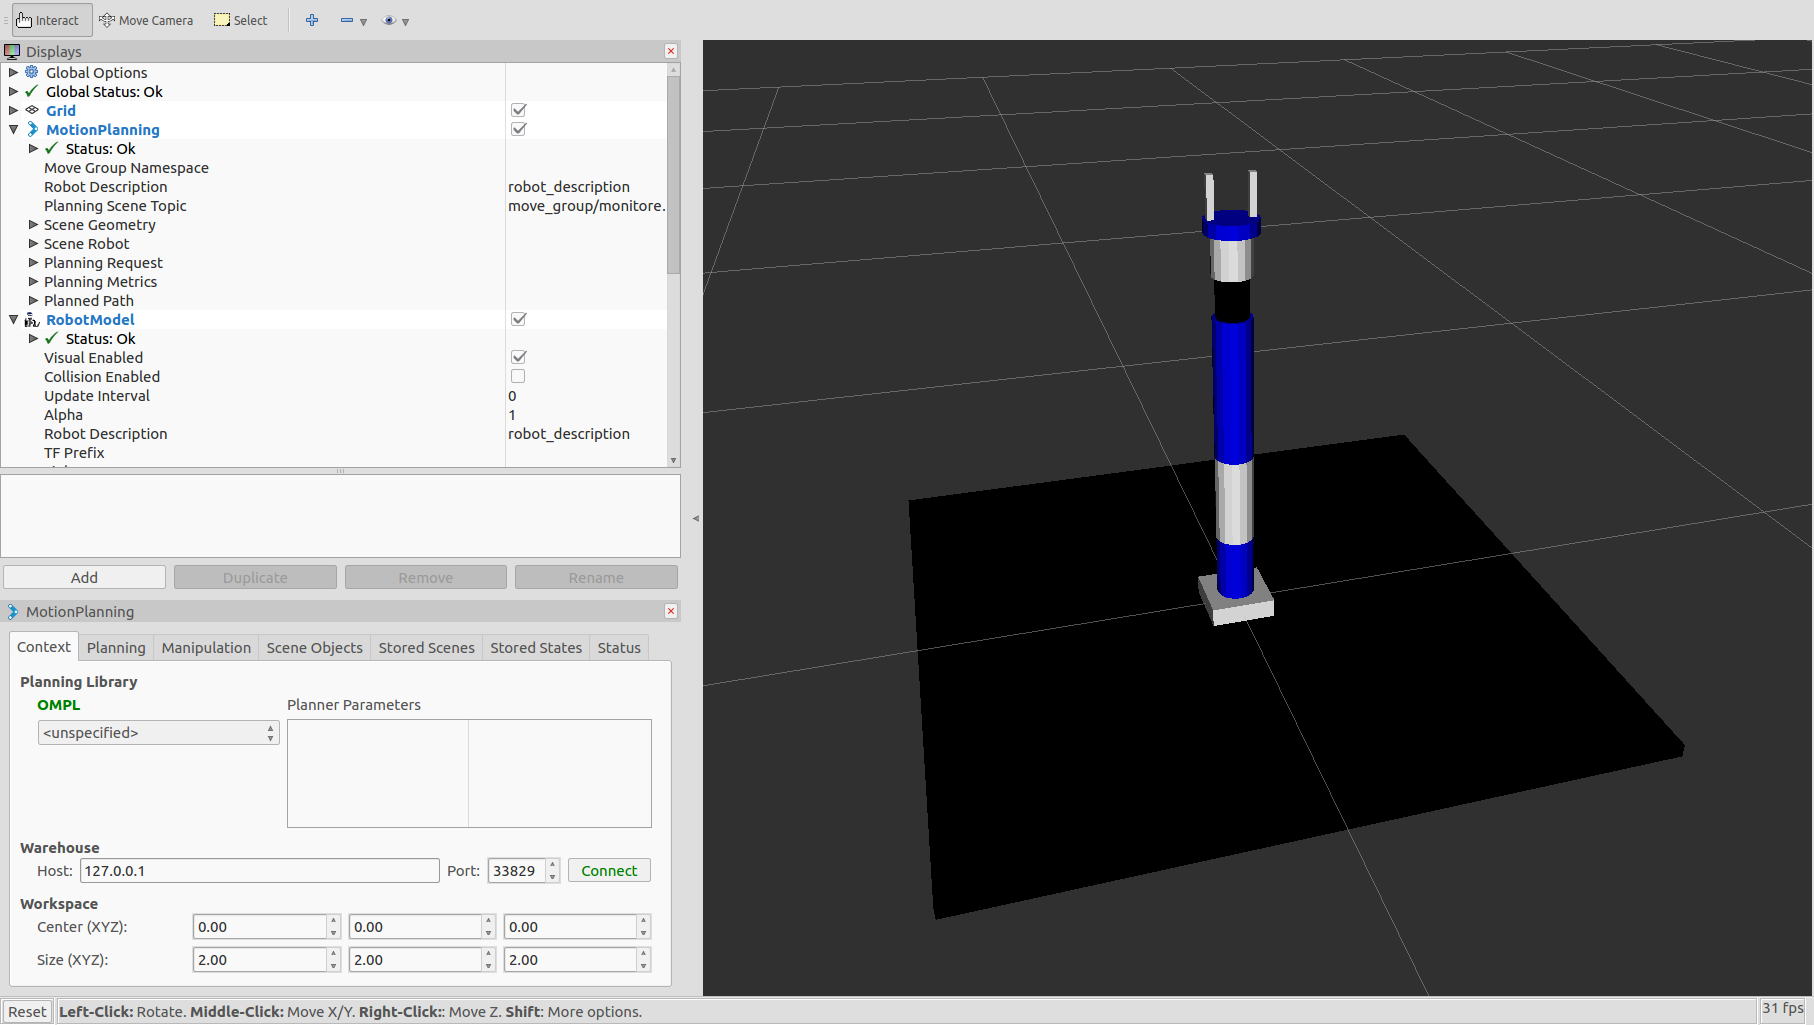 Interact Move Camera Select
Displays
Global Options
Global Status: Ok
Grid
MotionPlanning
Status: Ok
Move Group Namespace
Robot Description robot_description
Planning Scene Topic move_group/monitore.
Scene Geometry
Scene Robot
Planning Request
Planning Metrics
Planned Path
RobotModel
Status: Ok
Visual Enabled
Collision Enabled
Update Interval 0
Alpha 1
Robot Description robot_description
TF Prefix
Add Duplicate Remove Rename
MotionPlanning
Context Planning Manipulation Scene Objects Stored Scenes Stored States Status
Planning Library
OMPL Planner Parameters
<unspecified>
Warehouse
Host: 127.0.0.1 Port: 33829 Connect
Workspace
Center (XYZ): 0.00 0.00 0.00
Size (XYZ): 2.00 2.00 2.00
Reset Left-Click: Rotate. Middle-Click: Move X/Y. Right-Click:: Move Z. Shift: More options. 31 fps